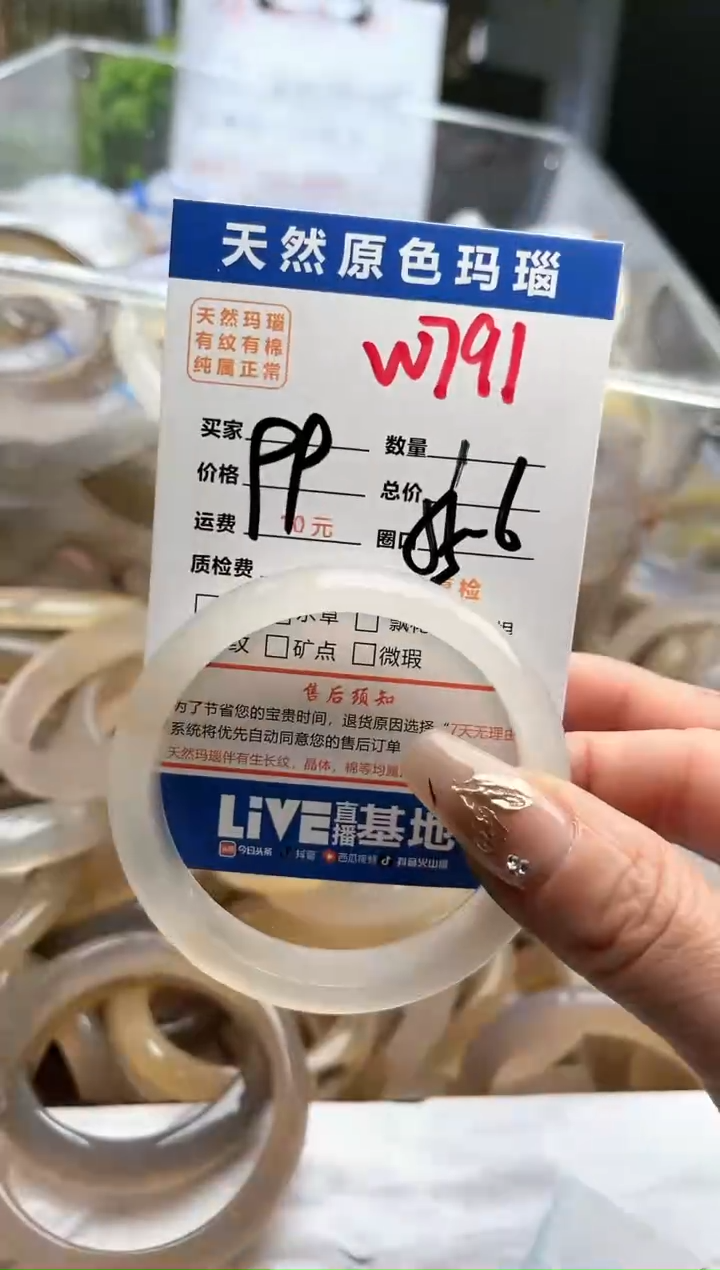 天然原色玛瑙
天然玛瑙
有纹有棉
纯属正常
W791
买家 PP 数量
价格 总价
运费 0元 圈口
质检费 检
水草
纹 矿点 微瑕
售后须知
为了节省您的宝贵时间，退货原因选择“7天无理由
系统将优先自动同意您的售后订单
天然玛瑙伴有生长纹、晶体、棉等均属
LiVE直播基地
今日头条 抖音 西瓜视频 抖音火山版